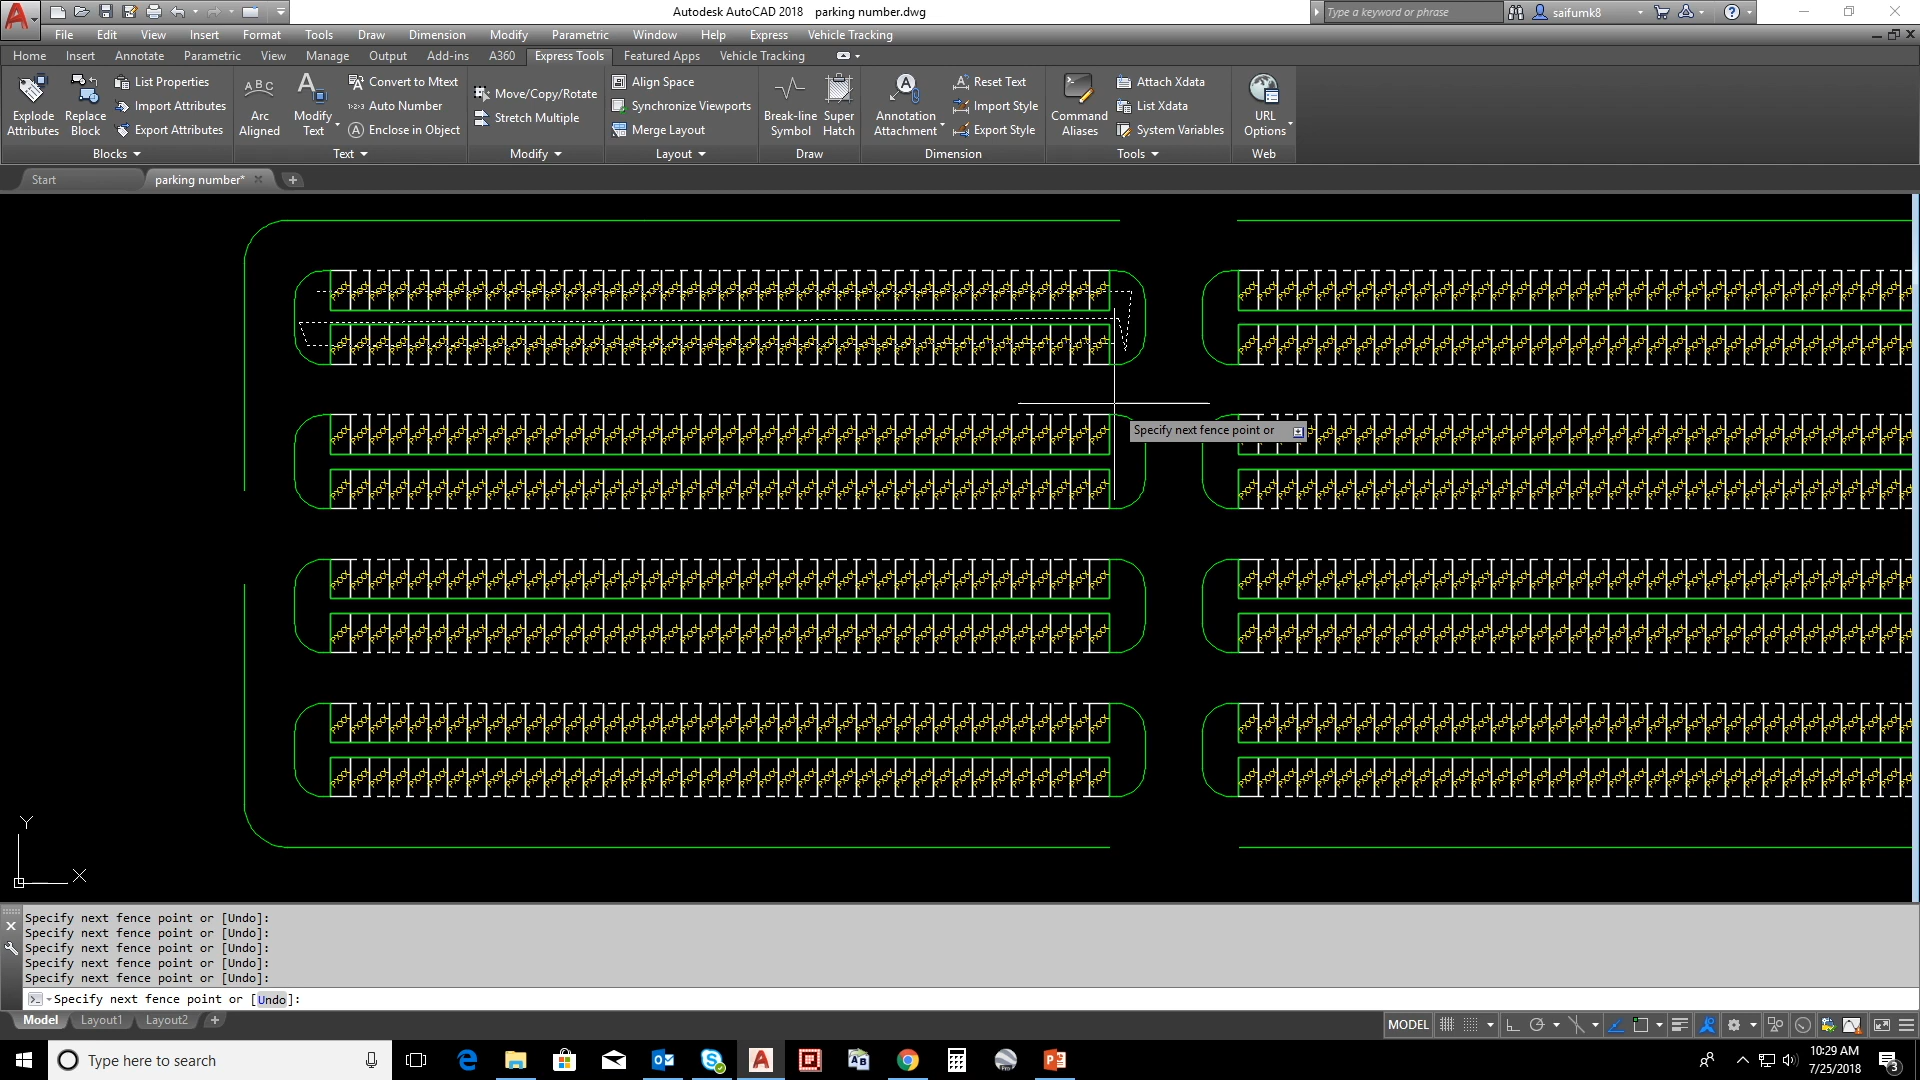 Autodesk AutoCAD 2018 parking number.dwg
Type a keyword or phrase
saifumk8
File Edit View Insert Format Tools Draw Dimension Modify Parametric Window Help Express Vehicle Tracking
Home Insert Annotate Parametric View Manage Output Add-ins A360 Express Tools Featured Apps Vehicle Tracking
Explode Attributes
Replace Block
List Properties
Import Attributes
Export Attributes
Blocks
ABC
Arc Aligned
Modify Text
Convert to Mtext
Auto Number
Enclose in Object
Text
Move/Copy/Rotate
Stretch Multiple
Modify
Align Space
Synchronize Viewports
Merge Layout
Layout
Break-line Symbol
Super Hatch
Draw
Annotation Attachment
Reset Text
Import Style
Export Style
Dimension
Command Aliases
Attach Xdata
List Xdata
System Variables
Tools
URL Options
Web
Start
parking number*
Specify next fence point or
Y
X
Specify next fence point or [Undo]:
Specify next fence point or [Undo]:
Specify next fence point or [Undo]:
Specify next fence point or [Undo]:
Specify next fence point or [Undo]:
Specify next fence point or [Undo]:
Model Layout1 Layout2
MODEL
Type here to search
10:29 AM
7/25/2018
3